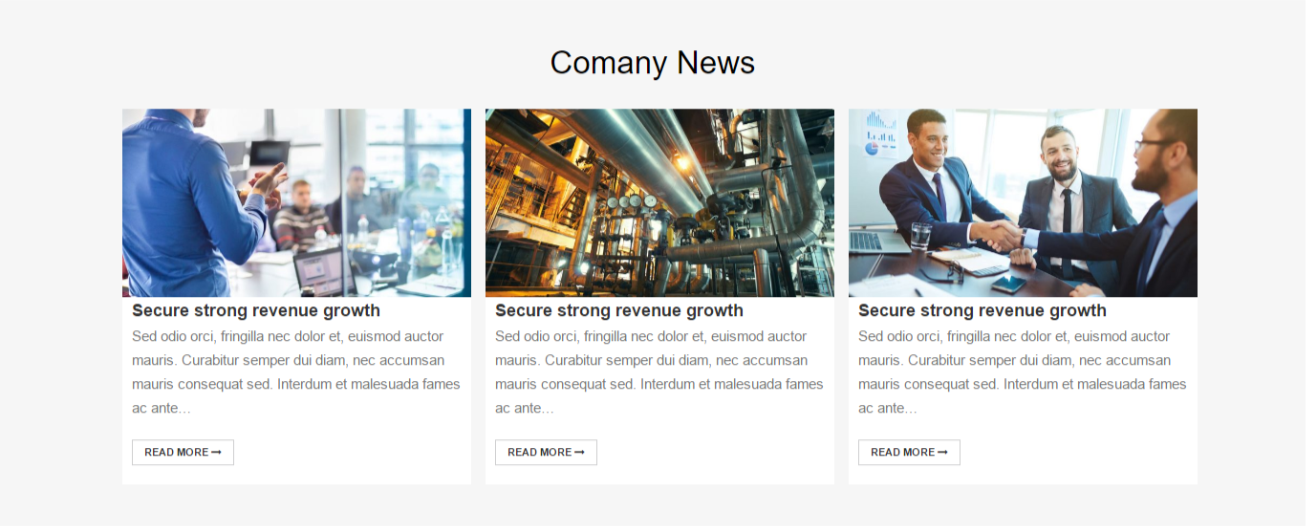 Comany News
Secure strong revenue growth
Sed odio orci, fringilla nec dolor et, euismod auctor
mauris. Curabitur semper dui diam, nec accumsan
mauris consequat sed. Interdum et malesuada fames
ac ante...
READ MORE ➞
Secure strong revenue growth
Sed odio orci, fringilla nec dolor et, euismod auctor
mauris. Curabitur semper dui diam, nec accumsan
mauris consequat sed. Interdum et malesuada fames
ac ante...
READ MORE ➞
Secure strong revenue growth
Sed odio orci, fringilla nec dolor et, euismod auctor
mauris. Curabitur semper dui diam, nec accumsan
mauris consequat sed. Interdum et malesuada fames
ac ante...
READ MORE ➞